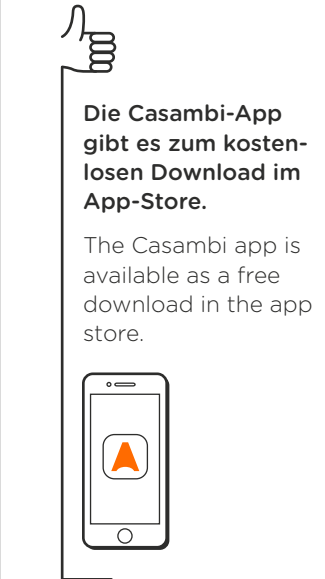 Die Casambi-App
gibt es zum kosten-
losen Download im
App-Store.
The Casambi app is
available as a free
download in the app
store.